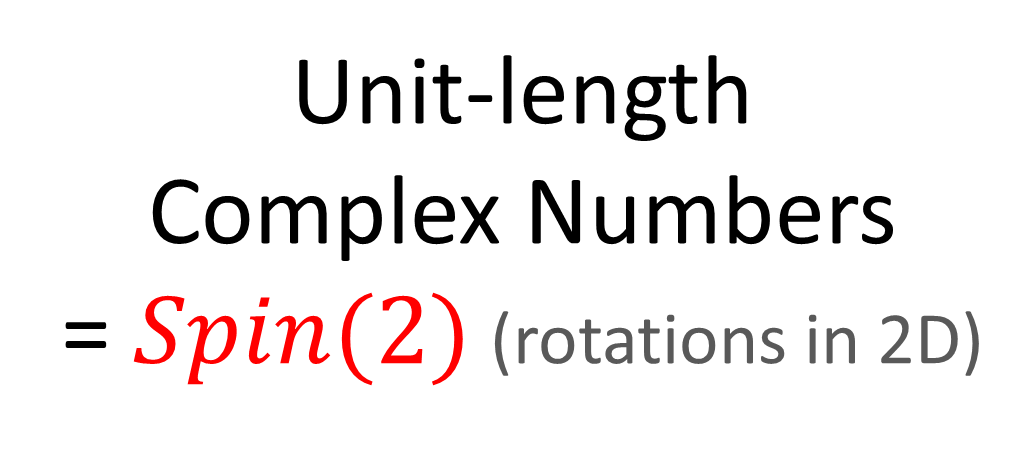 Unit-length
Complex Numbers
= Spin(2) (rotations in 2D)